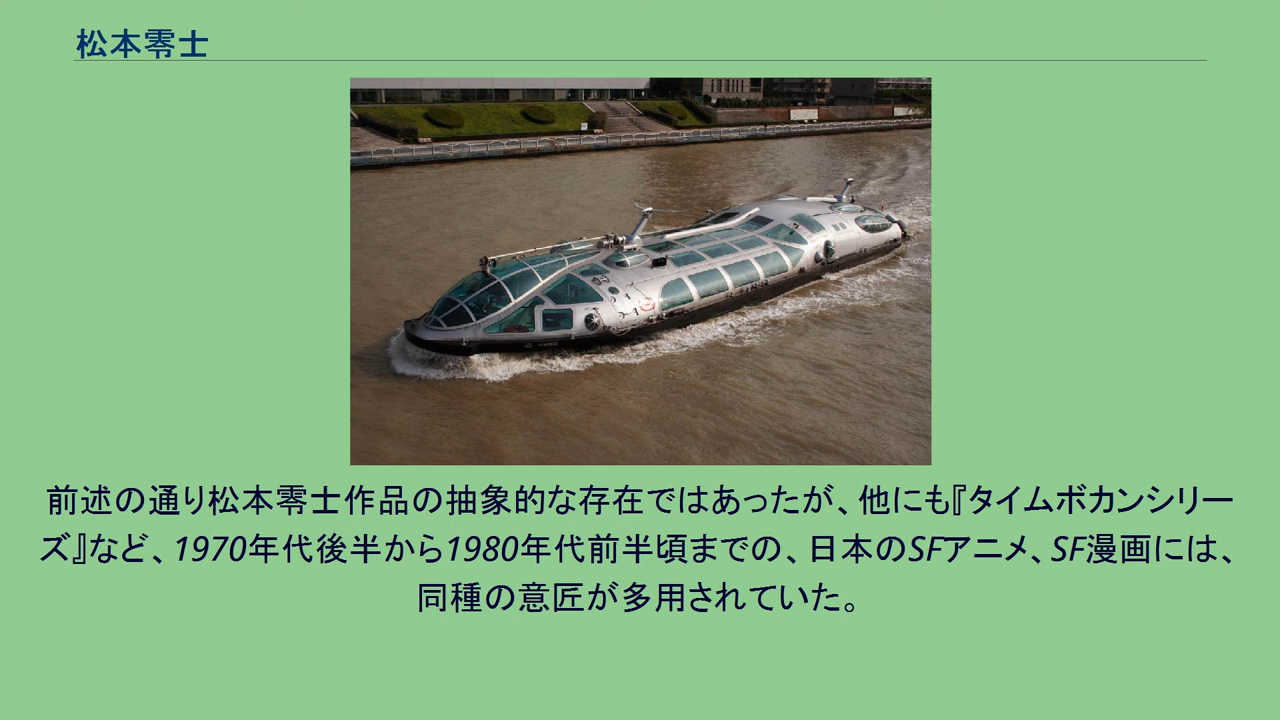 松本零士
前述の通り松本零士作品の抽象的な存在ではあったが、他にも『タイムボカンシリー
ズ』など、1970年代後半から1980年代前半頃までの、日本のSFアニメ、SF漫画には、
同種の意匠が多用されていた。